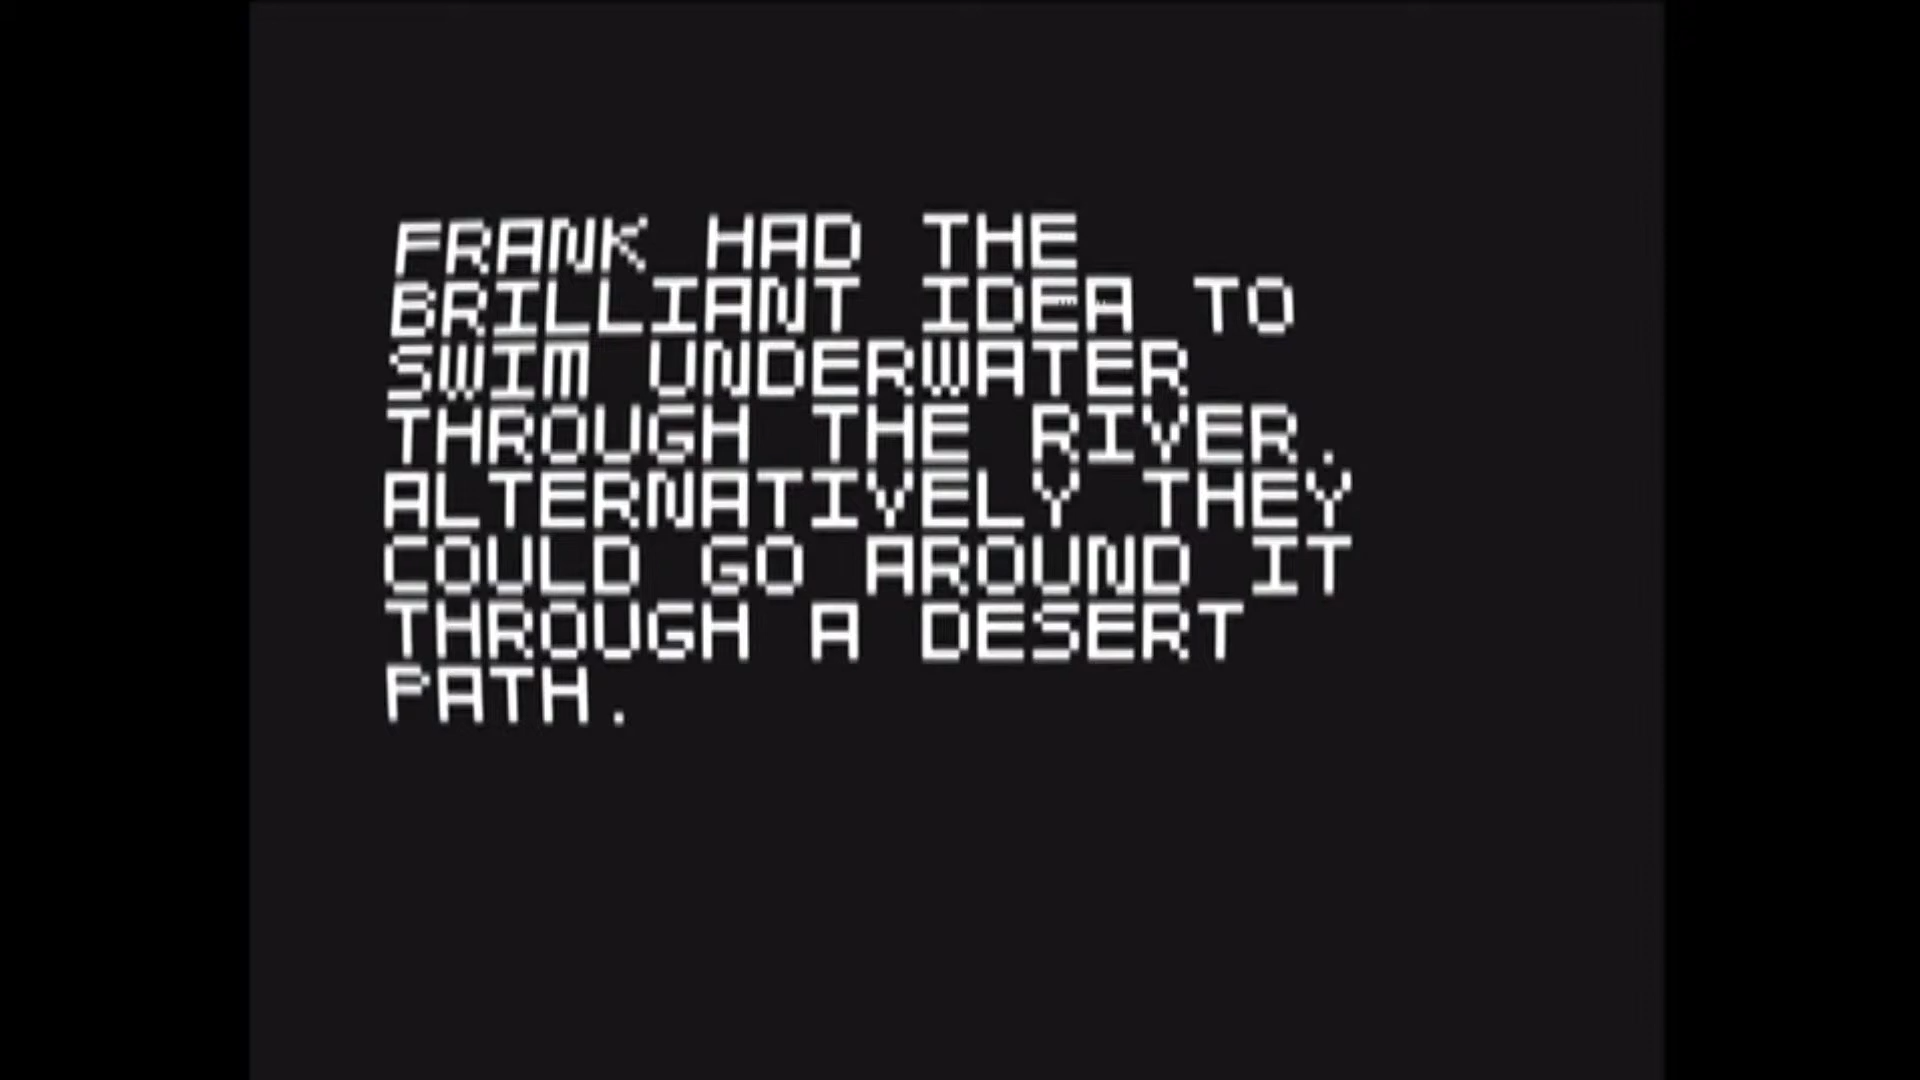 FRANK HAD THE
BRILLIANT IDEA TO
SWIM UNDERWATER
THROUGH THE RIVER.
ALTERNATIVELY THEY
COULD GO AROUND IT
THROUGH A DESERT
PATH.